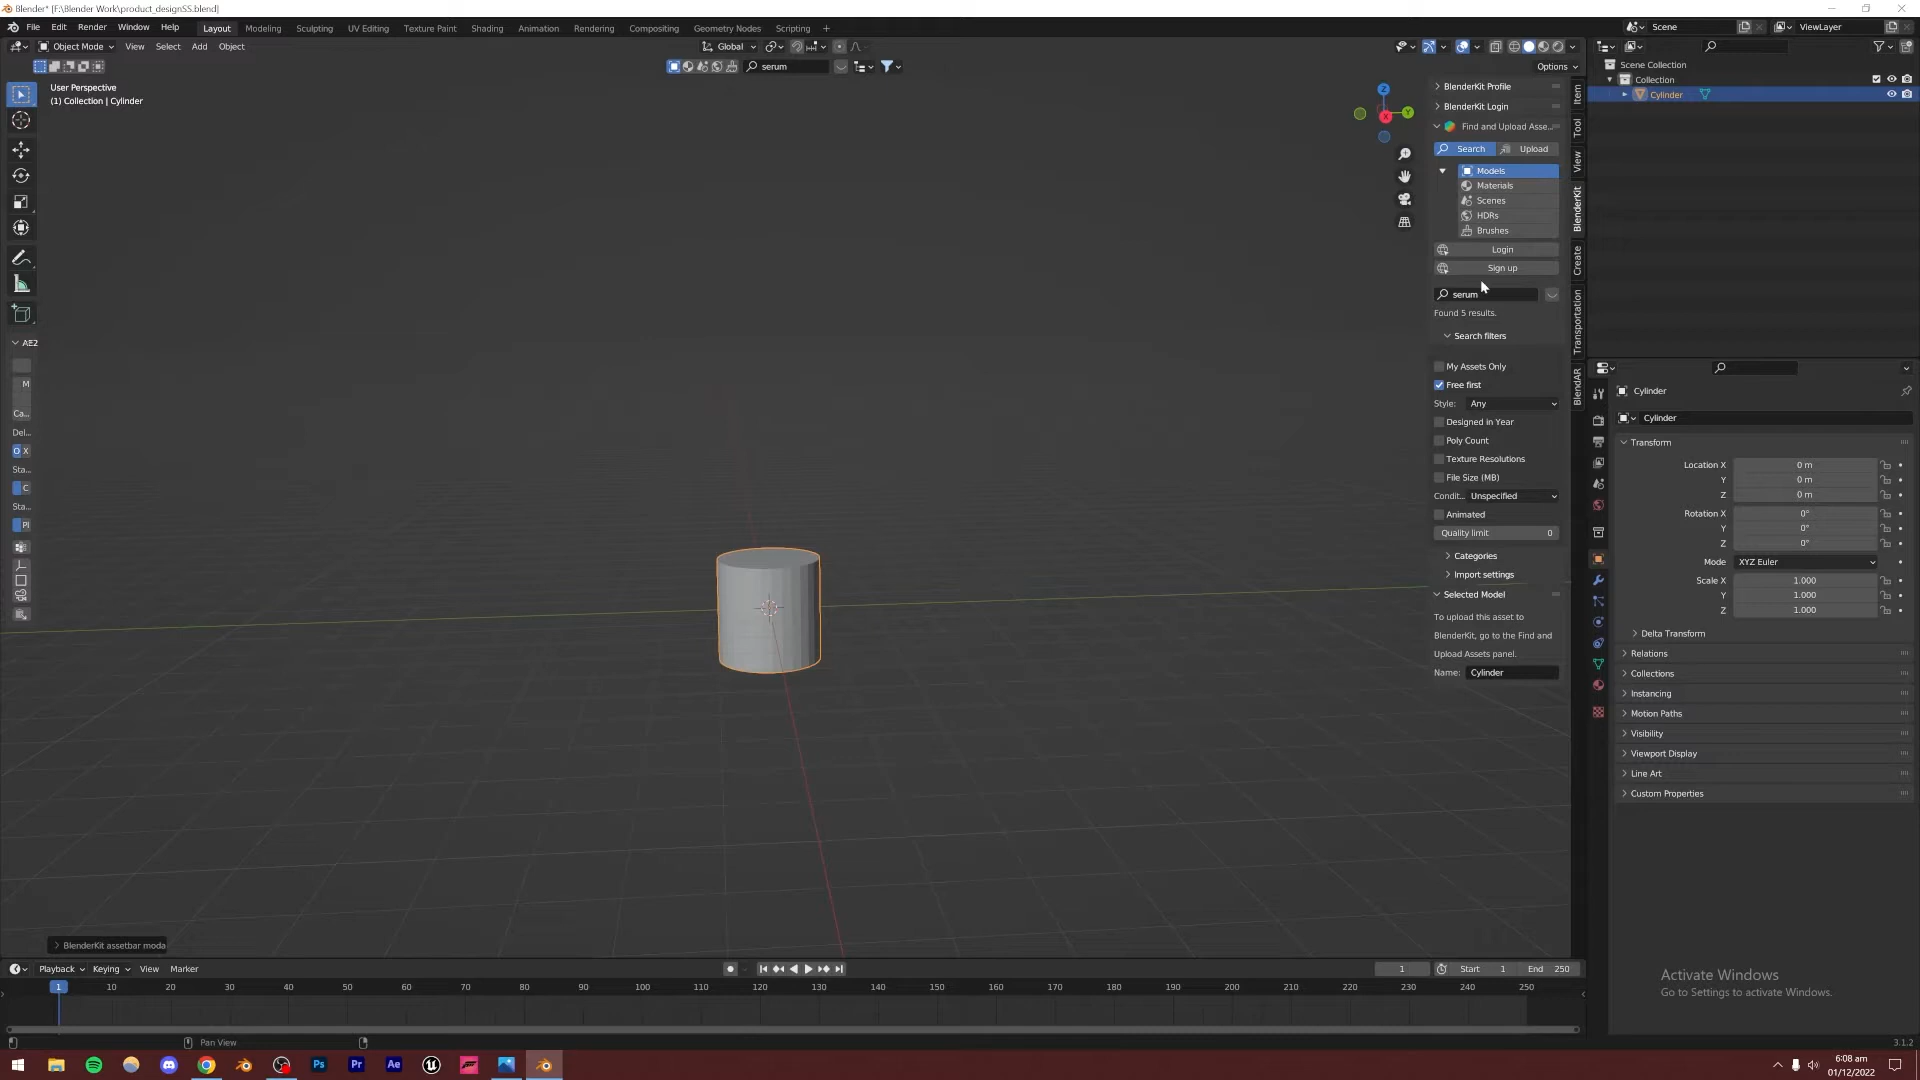 Blender* [F:\Blender Work\product_designSS.blend]
File Edit Render Window Help Layout Modeling Sculpting UV Editing Texture Paint Shading Animation Rendering Compositing Geometry Nodes Scripting +
Scene ViewLayer
Object Mode View Select Add Object Global
serum Options
User Perspective
(1) Collection | Cylinder
Z
Y
X
AE2
M
Ca...
Del...
O X
Sta...
C
Sta...
Pl
BlenderKit Profile
BlenderKit Login
Find and Upload Asse...
Search Upload
Models
Materials
Scenes
HDRs
Brushes
Login
Sign up
serum
Found 5 results.
Search filters
My Assets Only
Free first
Style: Any
Designed in Year
Poly Count
Texture Resolutions
File Size (MB)
Condit... Unspecified
Animated
Quality limit 0
Categories
Import settings
Selected Model
To upload this asset to
BlenderKit, go to the Find and
Upload Assets panel.
Name: Cylinder
Item
Tool
View
BlenderKit
Create
Transportation
BlendAR
Scene Collection
Collection
Cylinder
Cylinder
Cylinder
Transform
Location X 0 m
Y 0 m
Z 0 m
Rotation X 0°
Y 0°
Z 0°
Mode XYZ Euler
Scale X 1.000
Y 1.000
Z 1.000
Delta Transform
Relations
Collections
Instancing
Motion Paths
Visibility
Viewport Display
Line Art
Custom Properties
Activate Windows
Go to Settings to activate Windows.
BlenderKit assetbar moda
Playback Keying View Marker
1 Start 1 End 250
1 10 20 30 40 50 60 70 80 90 100 110 120 130 140 150 160 170 180 190 200 210 220 230 240 250
Pan View
3.1.2
Ps Pr Ae
6:08 am
01/12/2022